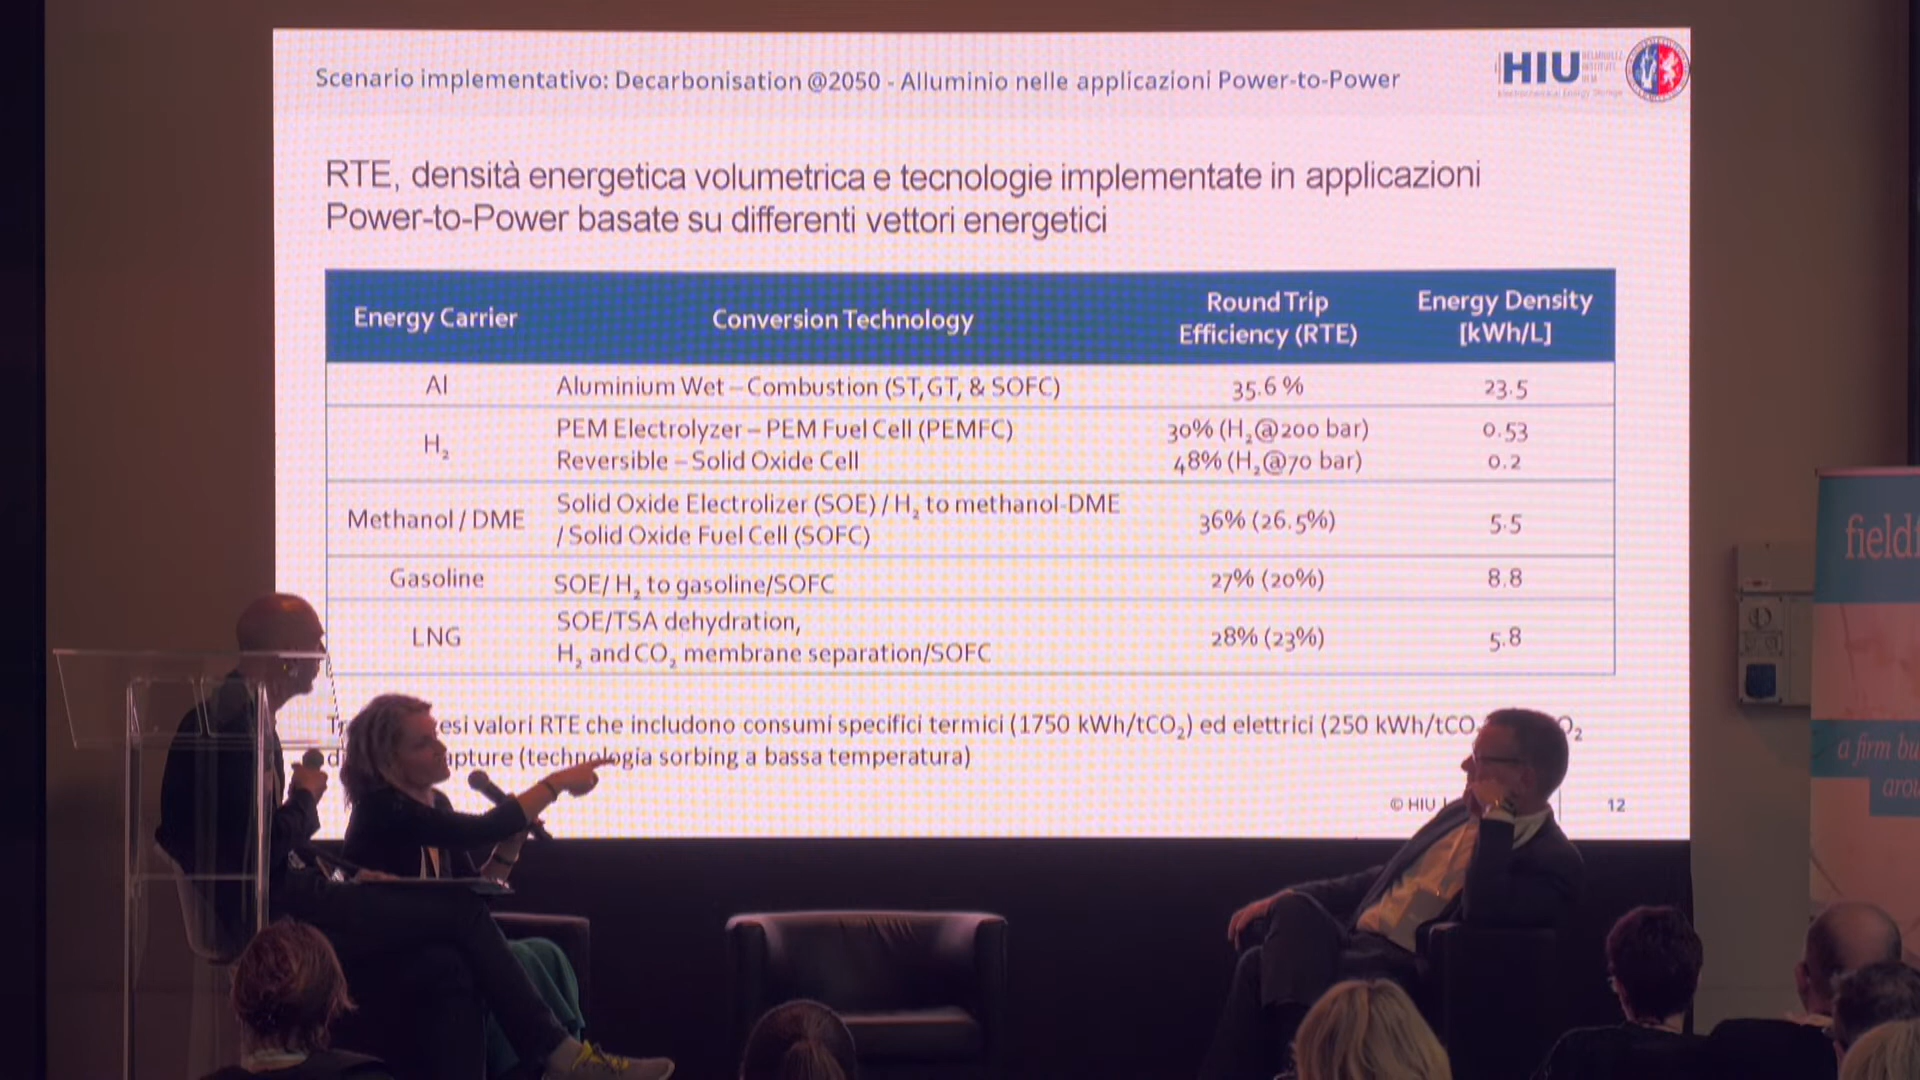 Scenario implementativo: Decarbonisation @2050 - Alluminio nelle applicazioni Power-to-Power
HIU
RTE, densità energetica volumetrica e tecnologie implementate in applicazioni
Power-to-Power basate su differenti vettori energetici
Energy Carrier Conversion Technology Round Trip Efficiency (RTE) Energy Density [kWh/L]
Al Aluminium Wet – Combustion (ST,GT, & SOFC) 35.6 % 23.5
H₂ PEM Electrolyzer – PEM Fuel Cell (PEMFC) 30% (H₂@200 bar) 0.53
Reversible – Solid Oxide Cell 48% (H₂@70 bar) 0.2
Methanol / DME Solid Oxide Electrolizer (SOE) / H₂ to methanol-DME 36% (26.5%) 5.5
/ Solid Oxide Fuel Cell (SOFC)
Gasoline SOE/ H₂ to gasoline/SOFC 27% (20%) 8.8
LNG SOE/TSA dehydration, 28% (23%) 5.8
H₂ and CO₂ membrane separation/SOFC
esi valori RTE che includono consumi specifici termici (1750 kWh/tCO₂) ed elettrici (250 kWh/tCO
apture (technologia sorbing a bassa temperatura)
© HIU
12
field
a firm bu
arou